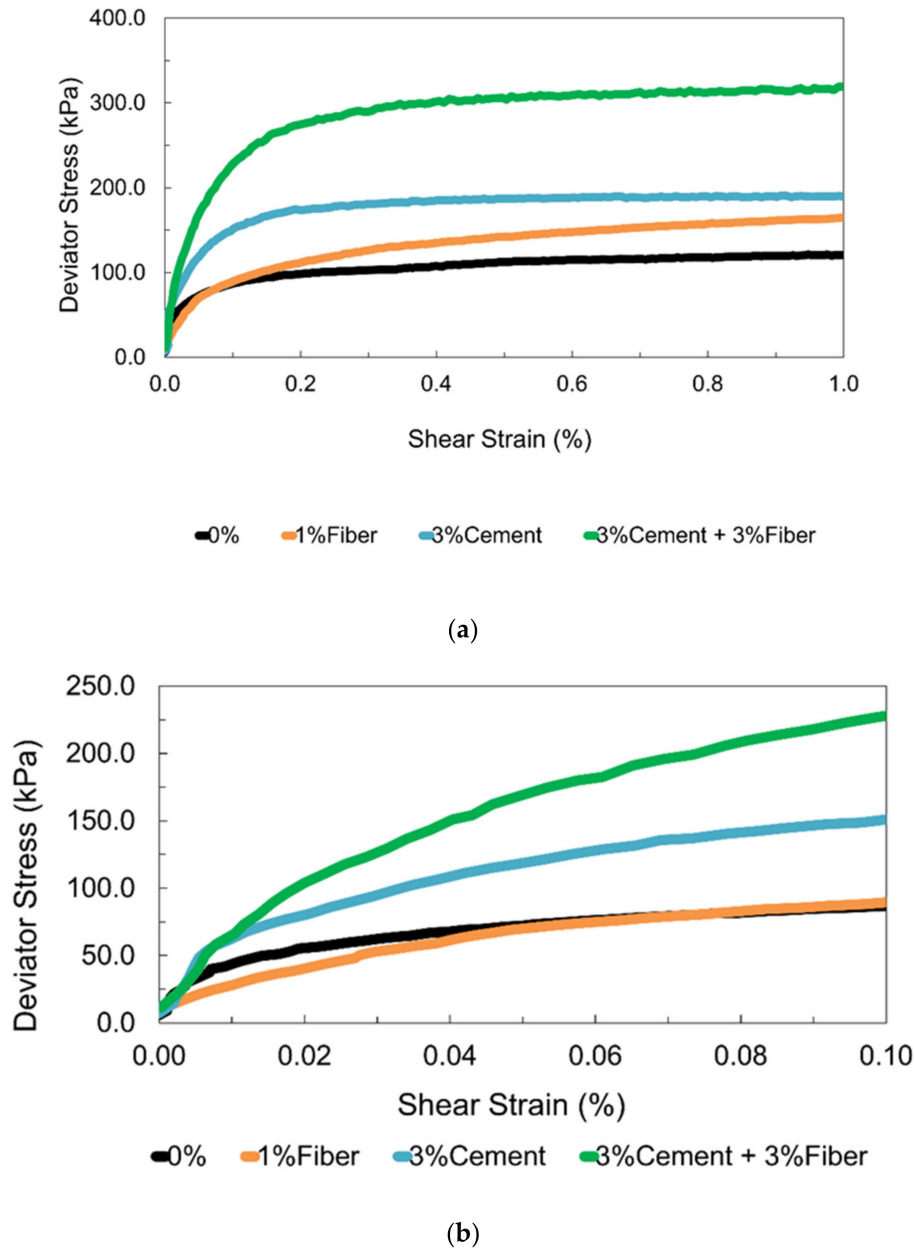 400.0
300.0
200.0
100.0
0.0
Deviator Stress (kPa)
0.0 0.2 0.4 0.6 0.8 1.0
Shear Strain (%)
0% 1%Fiber 3%Cement 3%Cement + 3%Fiber
(a)
250.0
200.0
150.0
100.0
50.0
0.0
Deviator Stress (kPa)
0.00 0.02 0.04 0.06 0.08 0.10
Shear Strain (%)
0% 1%Fiber 3%Cement 3%Cement + 3%Fiber
(b)